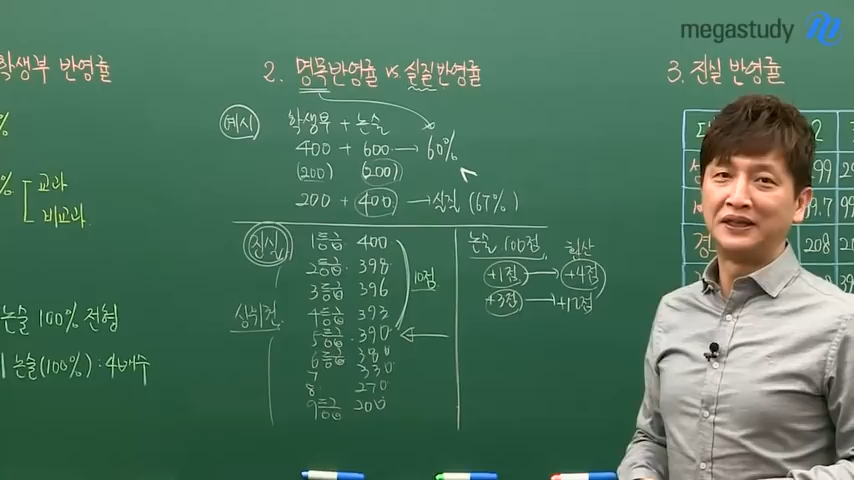 megastudy
학생부 반영률
%
%
교과
비교과
논술 100% 전형
논술(100%) : 4배수
2. 명목반영률 vs. 실질반영률
예시
학생부 + 논술
400 + 600 → 60%
(200) (200)
200 + 400 → 실질 (67%)
진실
상위권
1등급 400
2등급 398
3등급 396
4등급 393
5등급 390
6등급 380
7 330
8 270
9등급 200
10점
논술 100점
환산
+1점 → +4점
+3점 → +12점
3. 진실 반영률
2
.99
9.7
208
경